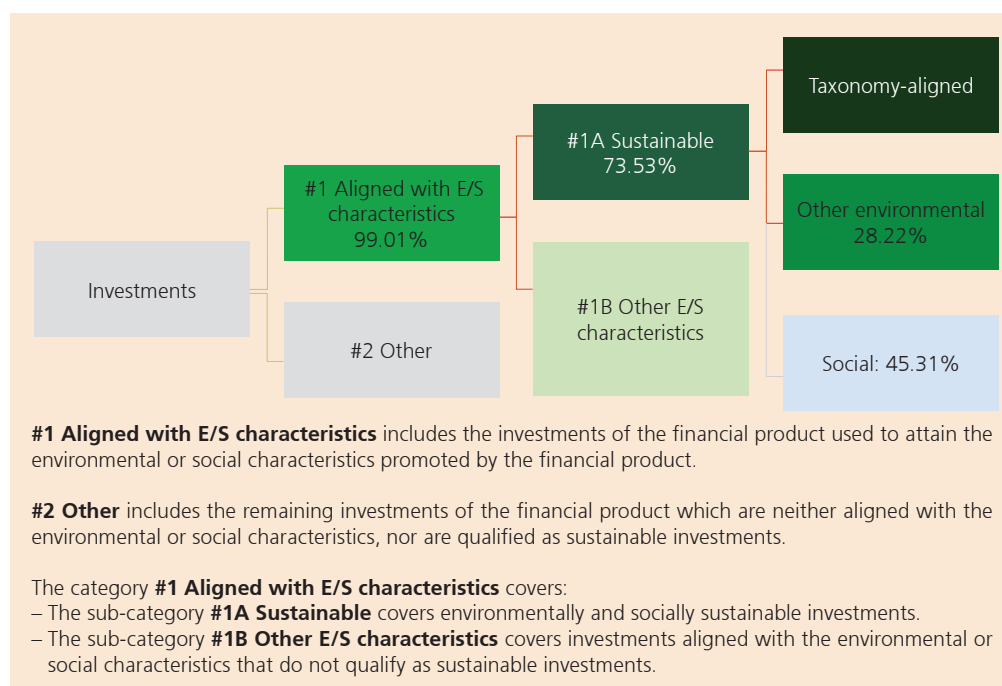 Taxonomy-aligned
#1A Sustainable
73.53%
#1 Aligned with E/S
characteristics
99.01%
Other environmental
28.22%
Investments
#1B Other E/S
characteristics
#2 Other
Social: 45.31%
#1 Aligned with E/S characteristics includes the investments of the financial product used to attain the
environmental or social characteristics promoted by the financial product.
#2 Other includes the remaining investments of the financial product which are neither aligned with the
environmental or social characteristics, nor are qualified as sustainable investments.
The category #1 Aligned with E/S characteristics covers:
– The sub-category #1A Sustainable covers environmentally and socially sustainable investments.
– The sub-category #1B Other E/S characteristics covers investments aligned with the environmental or
social characteristics that do not qualify as sustainable investments.